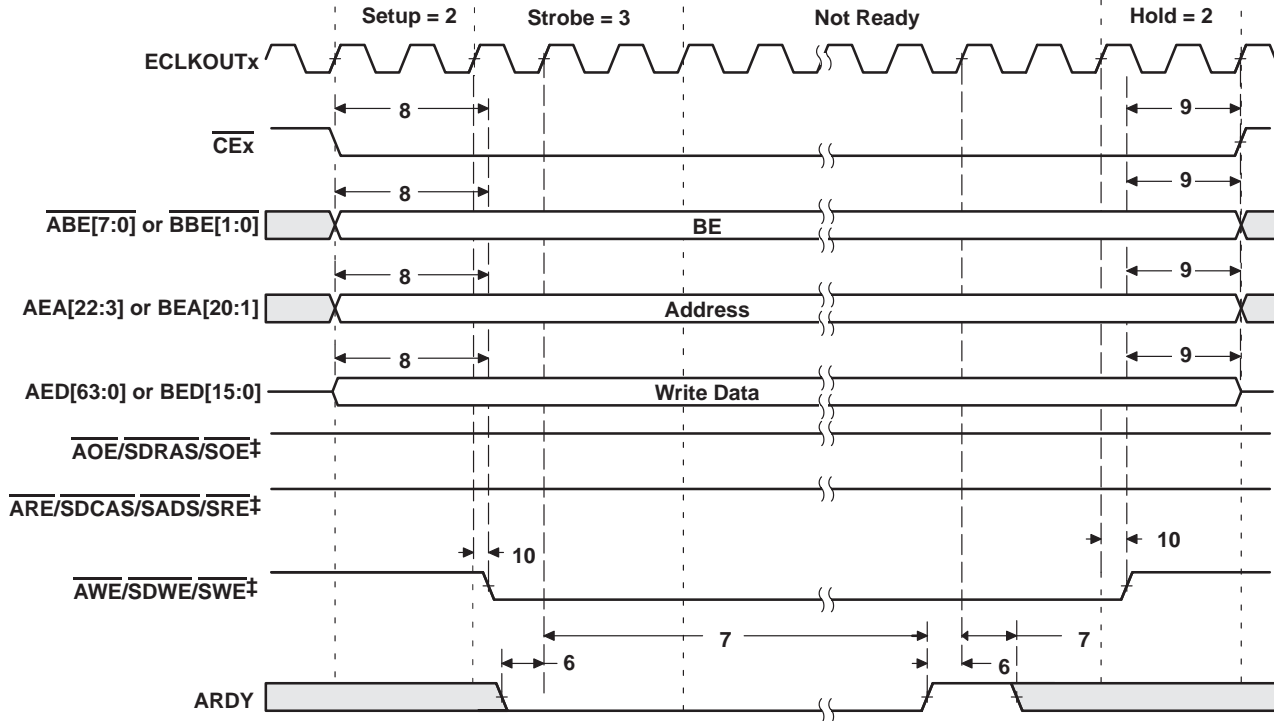 Setup = 2 Strobe = 3 Not Ready Hold = 2
ECLKOUTx
8 9
CEx
8 9
ABE[7:0] or BBE[1:0] BE
8 9
AEA[22:3] or BEA[20:1] Address
8 9
AED[63:0] or BED[15:0] Write Data
AOE/SDRAS/SOE‡
ARE/SDCAS/SADS/SRE‡
10 10
AWE/SDWE/SWE‡
7 7
6 6
ARDY